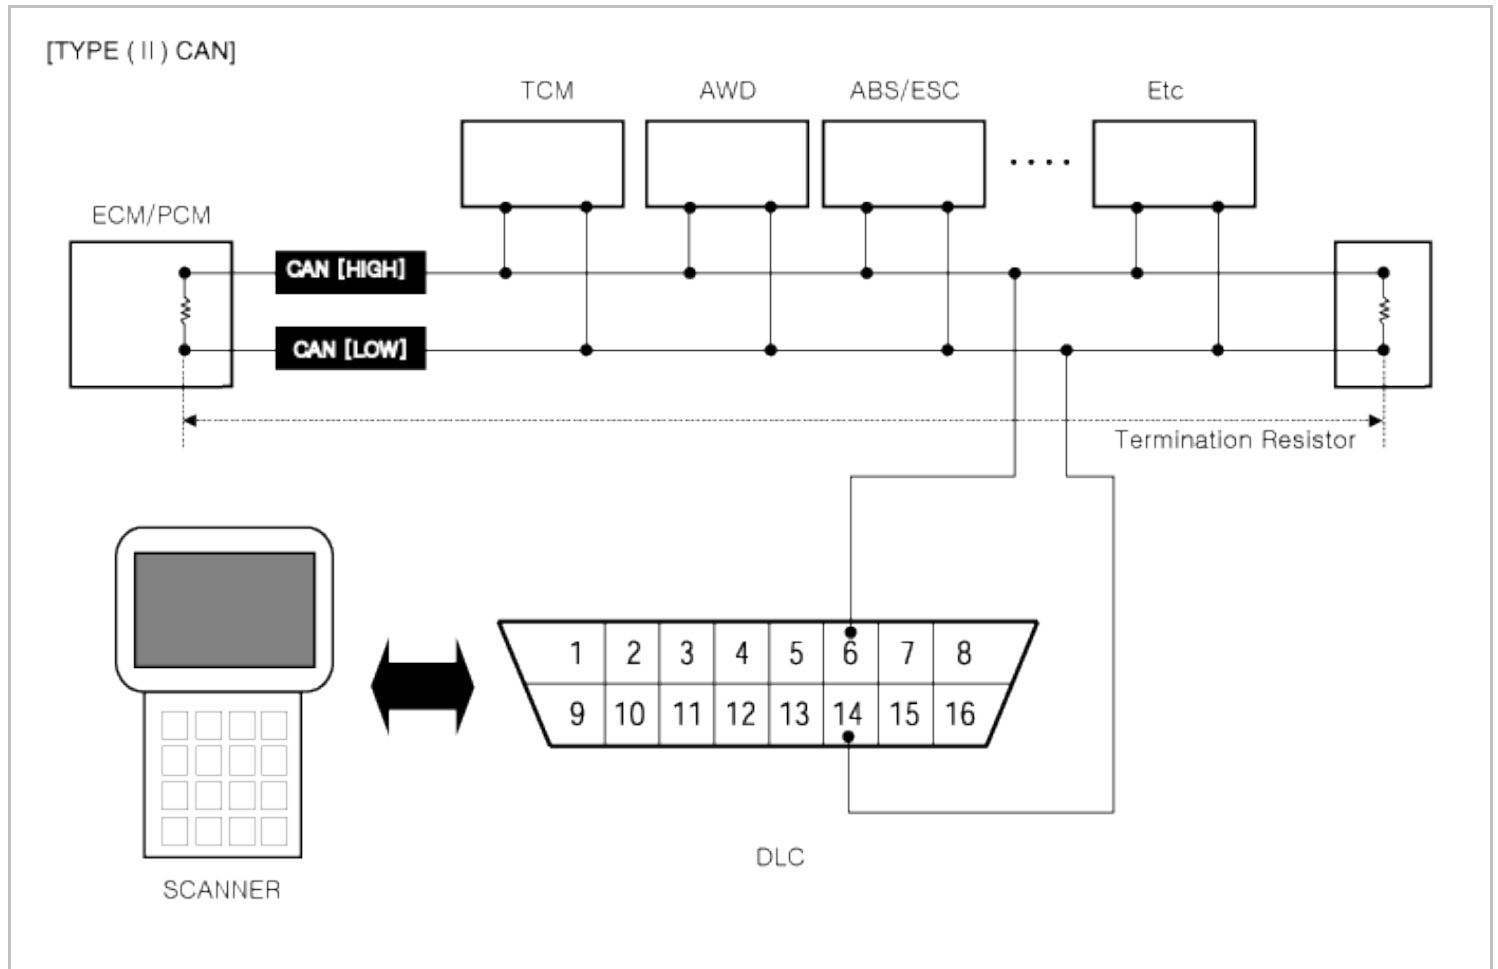 [TYPE (Ⅱ) CAN]
TCM AWD ABS/ESC Etc
ECM/PCM
CAN [HIGH]
CAN [LOW]
Termination Resistor
1 2 3 4 5 6 7 8
9 10 11 12 13 14 15 16
DLC
SCANNER